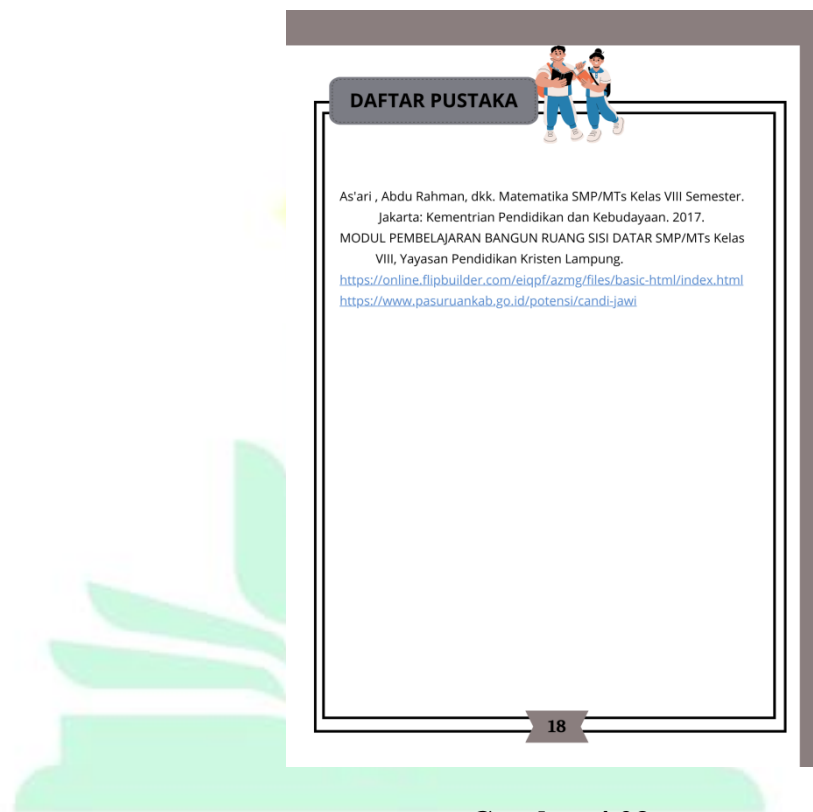 DAFTAR PUSTAKA
As'ari , Abdu Rahman, dkk. Matematika SMP/MTs Kelas VIII Semester.
Jakarta: Kementrian Pendidikan dan Kebudayaan. 2017.
MODUL PEMBELAJARAN BANGUN RUANG SISI DATAR SMP/MTs Kelas
VIII, Yayasan Pendidikan Kristen Lampung.
https://online.flipbuilder.com/eiqpf/azmg/files/basic-html/index.html
https://www.pasuruankab.go.id/potensi/candi-jawi
18